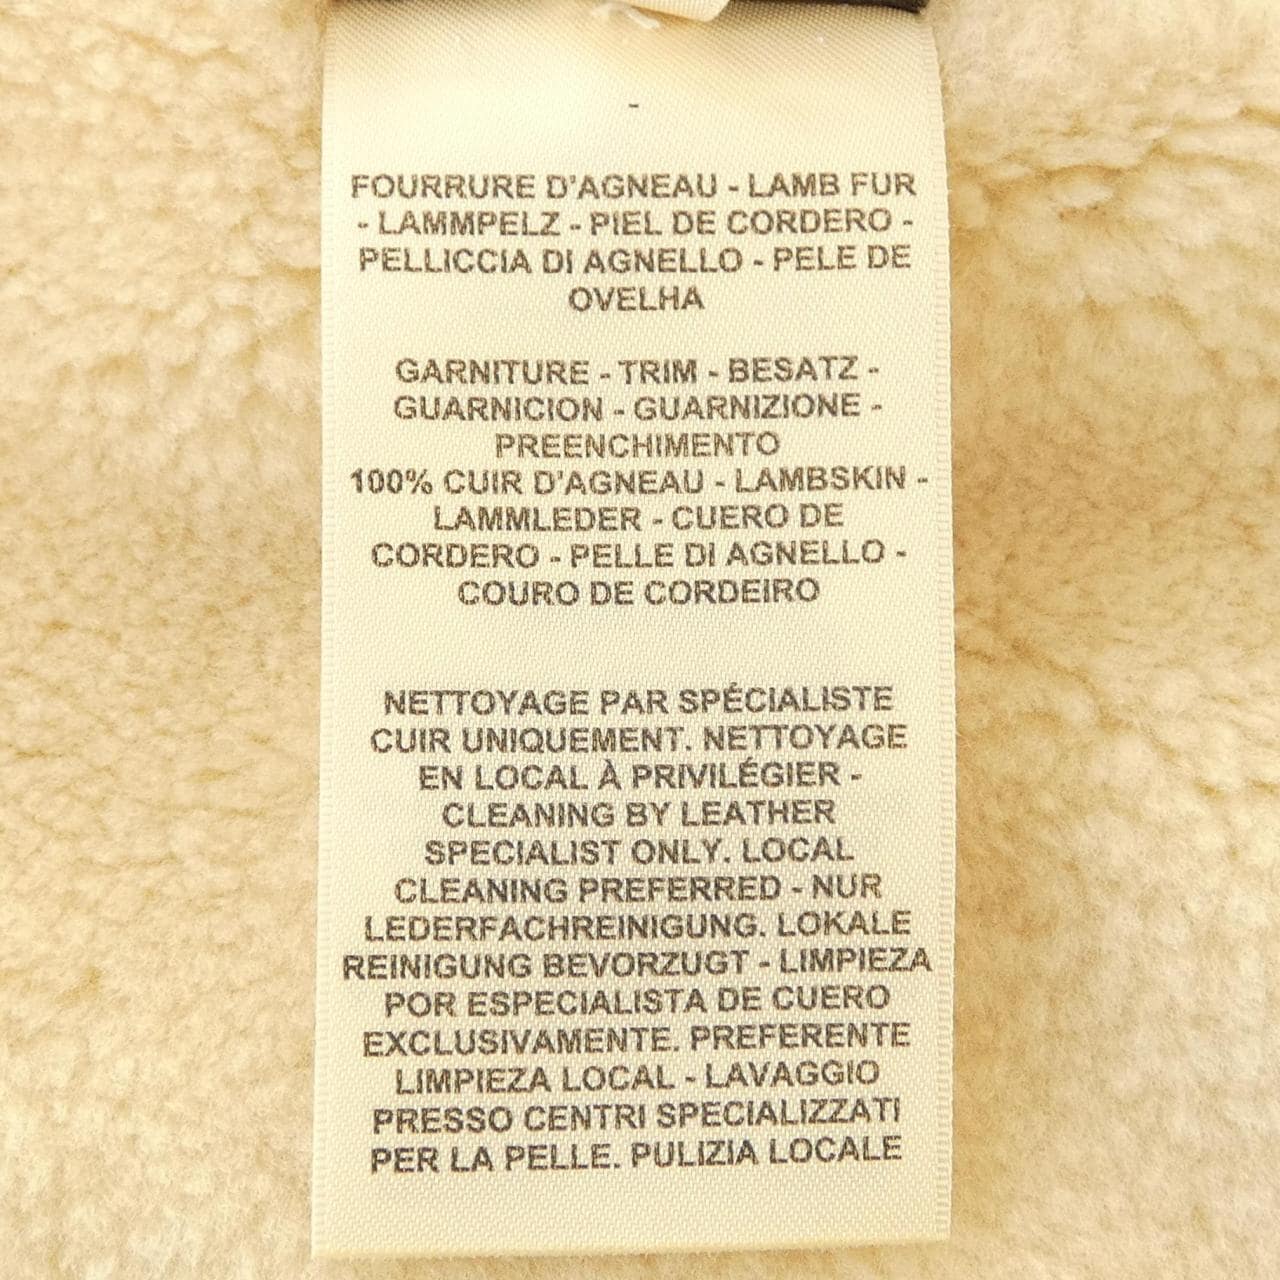 -
FOURRURE D'AGNEAU - LAMB FUR
- LAMMPELZ - PIEL DE CORDERO -
PELLICCIA DI AGNELLO - PELE DE
OVELHA
GARNITURE - TRIM - BESATZ -
GUARNICION - GUARNIZIONE -
PREENCHIMENTO
100% CUIR D'AGNEAU - LAMBSKIN -
LAMMLEDER - CUERO DE
CORDERO - PELLE DI AGNELLO -
COURO DE CORDEIRO
NETTOYAGE PAR SPÉCIALISTE
CUIR UNIQUEMENT. NETTOYAGE
EN LOCAL À PRIVILÉGIER -
CLEANING BY LEATHER
SPECIALIST ONLY. LOCAL
CLEANING PREFERRED - NUR
LEDERFACHREINIGUNG. LOKALE
REINIGUNG BEVORZUGT - LIMPIEZA
POR ESPECIALISTA DE CUERO
EXCLUSIVAMENTE. PREFERENTE
LIMPIEZA LOCAL - LAVAGGIO
PRESSO CENTRI SPECIALIZZATI
PER LA PELLE. PULIZIA LOCALE